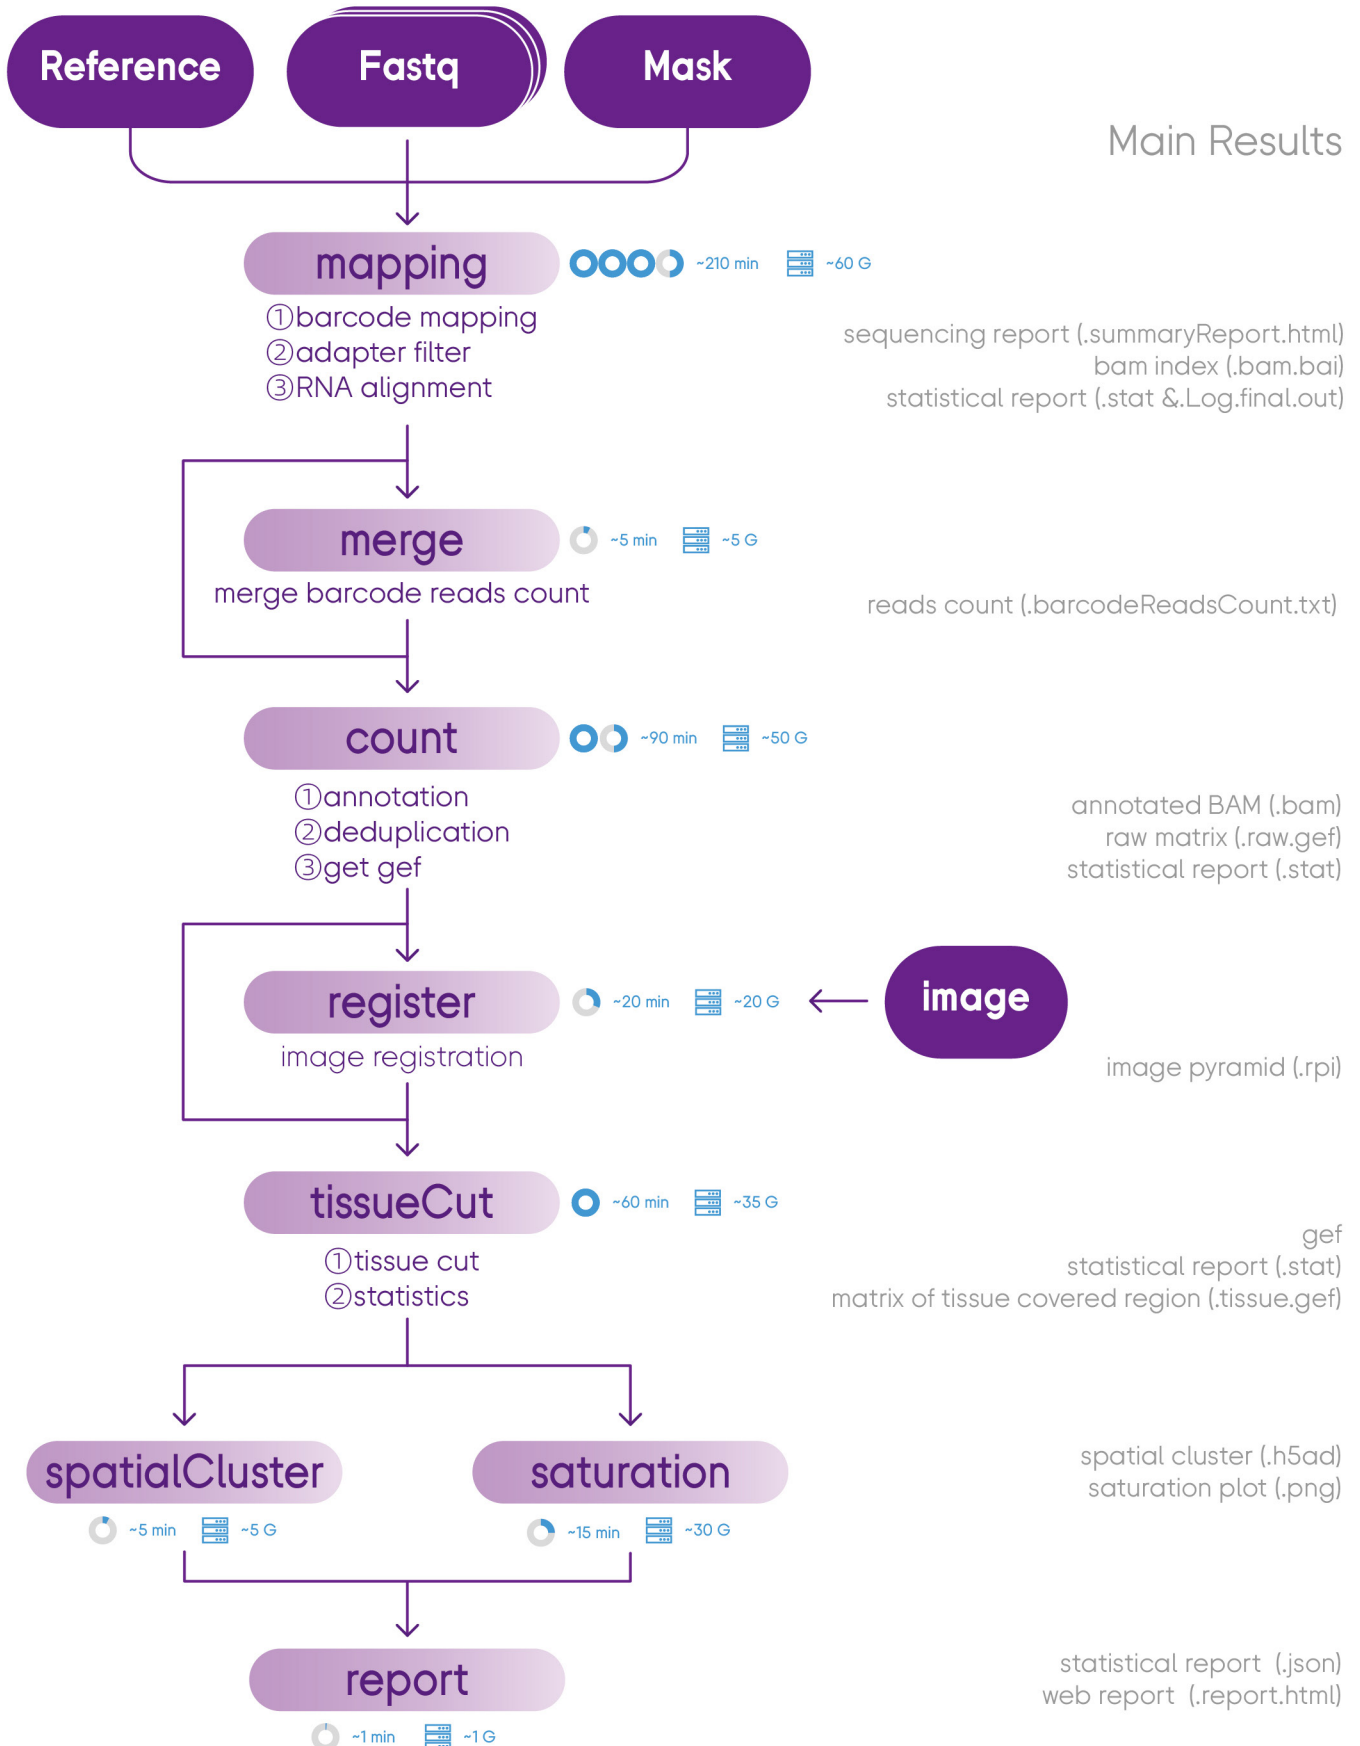 Reference
Fastq
Mask
Main Results
mapping
~210 min
~60 G
①barcode mapping
②adapter filter
③RNA alignment
sequencing report (.summaryReport.html)
bam index (.bam.bai)
statistical report (.stat &.Log.final.out)
merge
~5 min
~5 G
merge barcode reads count
reads count (.barcodeReadsCount.txt)
count
~90 min
~50 G
①annotation
②deduplication
③get gef
annotated BAM (.bam)
raw matrix (.raw.gef)
statistical report (.stat)
register
~20 min
~20 G
image
image registration
image pyramid (.rpi)
tissueCut
~60 min
~35 G
①tissue cut
②statistics
gef
statistical report (.stat)
matrix of tissue covered region (.tissue.gef)
spatialCluster
saturation
spatial cluster (.h5ad)
saturation plot (.png)
~5 min
~5 G
~15 min
~30 G
report
statistical report (.json)
web report (.report.html)
~1 min
~1 G